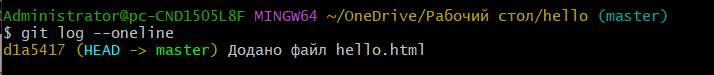 Administrator@pc-CND1505L8F MINGW64 ~/OneDrive/Рабочий стол/hello (master)
$ git log --oneline
d1a5417 (HEAD -> master) Додано файл hello.html